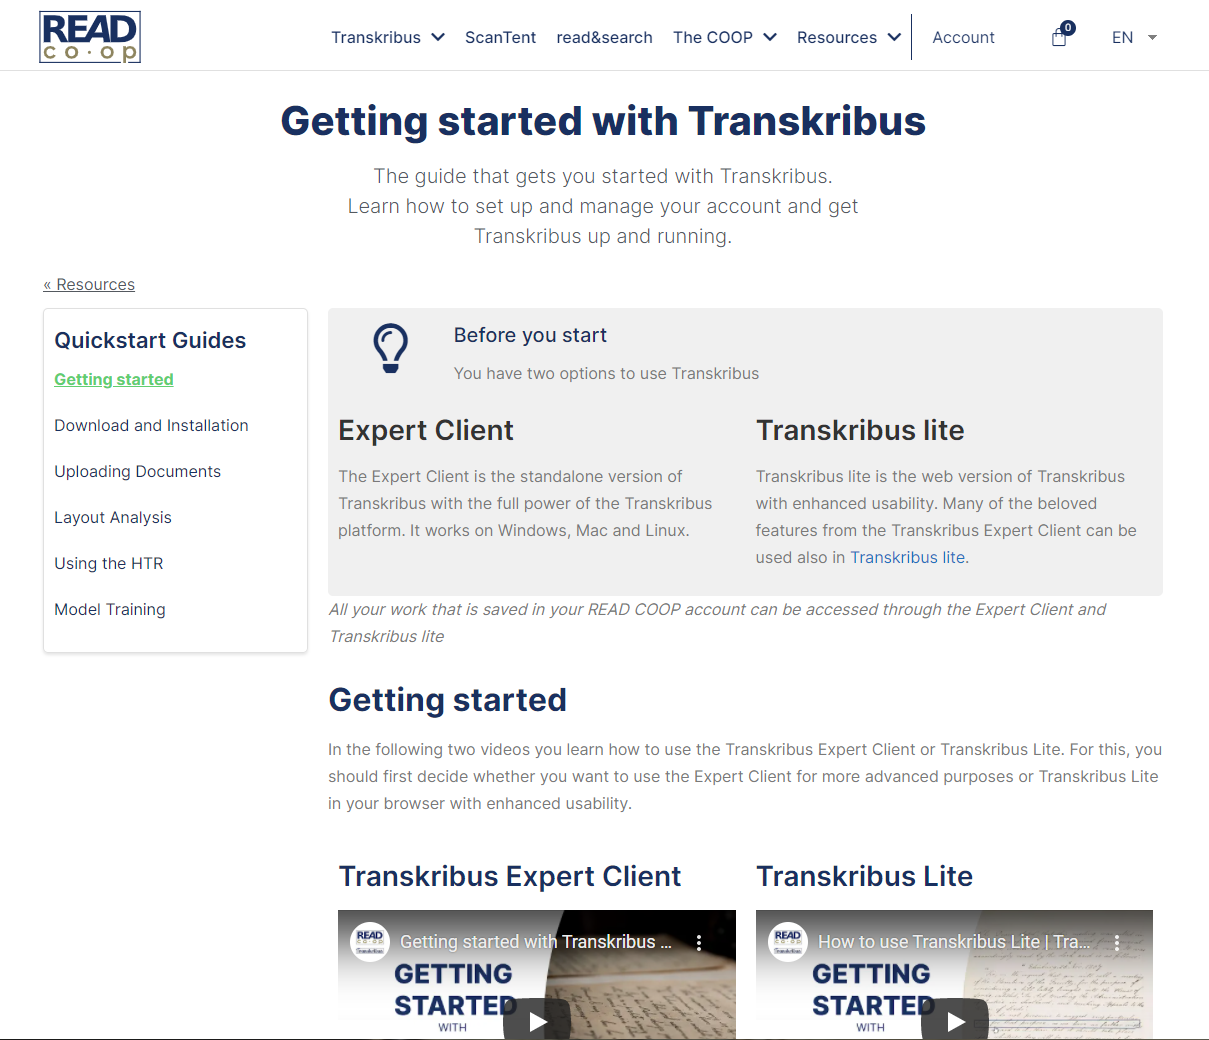 READ
co·op
Transkribus
ScanTent
read&search
The COOP
Resources
Account
0
EN
Getting started with Transkribus
The guide that gets you started with Transkribus.
Learn how to set up and manage your account and get
Transkribus up and running.
« Resources
Quickstart Guides
Getting started
Download and Installation
Uploading Documents
Layout Analysis
Using the HTR
Model Training
Before you start
You have two options to use Transkribus
Expert Client
The Expert Client is the standalone version of
Transkribus with the full power of the Transkribus
platform. It works on Windows, Mac and Linux.
Transkribus lite
Transkribus lite is the web version of Transkribus
with enhanced usability. Many of the beloved
features from the Transkribus Expert Client can be
used also in Transkribus lite.
All your work that is saved in your READ COOP account can be accessed through the Expert Client and
Transkribus lite
Getting started
In the following two videos you learn how to use the Transkribus Expert Client or Transkribus Lite. For this, you
should first decide whether you want to use the Expert Client for more advanced purposes or Transkribus Lite
in your browser with enhanced usability.
Transkribus Expert Client
READ
co·op
Transkribus
Getting started with Transkribus ...
GETTING
STARTED
WITH
Transkribus Lite
READ
co·op
Transkribus
How to use Transkribus Lite | Tra...
GETTING
STARTED
WITH